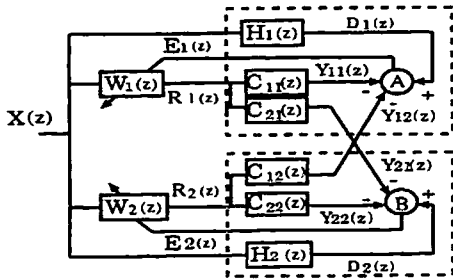 H1(z)
D1(z)
E1(z)
W1(z)
C11(z)
Y11(z)
A
+
-
R1(z)
C21(z)
-
Y12(z)
X(z)
Y21(z)
C12(z)
-
W2(z)
R2(z)
C22(z)
-
B
+
Y22(z)
E2(z)
H2(z)
D2(z)